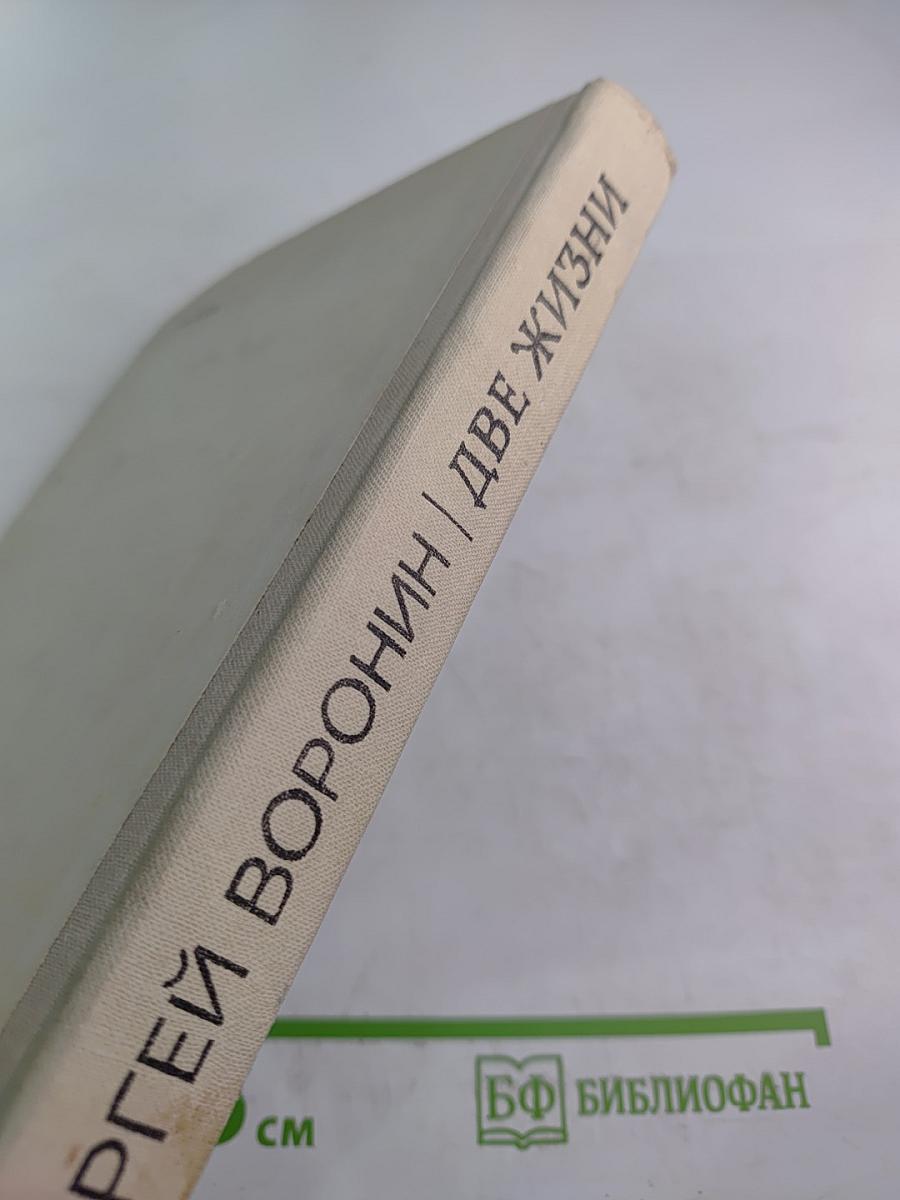 РГЕЙ ВОРОНИН | ДВЕ ЖИЗНИ
см
БФ БИБЛИОФАН